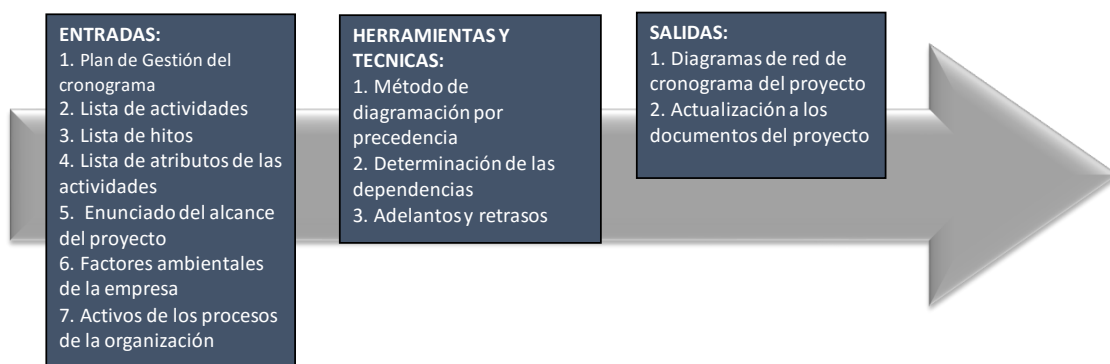 ENTRADAS:
1. Plan de Gestión del
cronograma
2. Lista de actividades
3. Lista de hitos
4. Lista de atributos de las
actividades
5. Enunciado del alcance
del proyecto
6. Factores ambientales
de la empresa
7. Activos de los procesos
de la organización
HERRAMIENTAS Y
TECNICAS:
1. Método de
diagramación por
precedencia
2. Determinación de las
dependencias
3. Adelantos y retrasos
SALIDAS:
1. Diagramas de red de
cronograma del proyecto
2. Actualización a los
documentos del proyecto